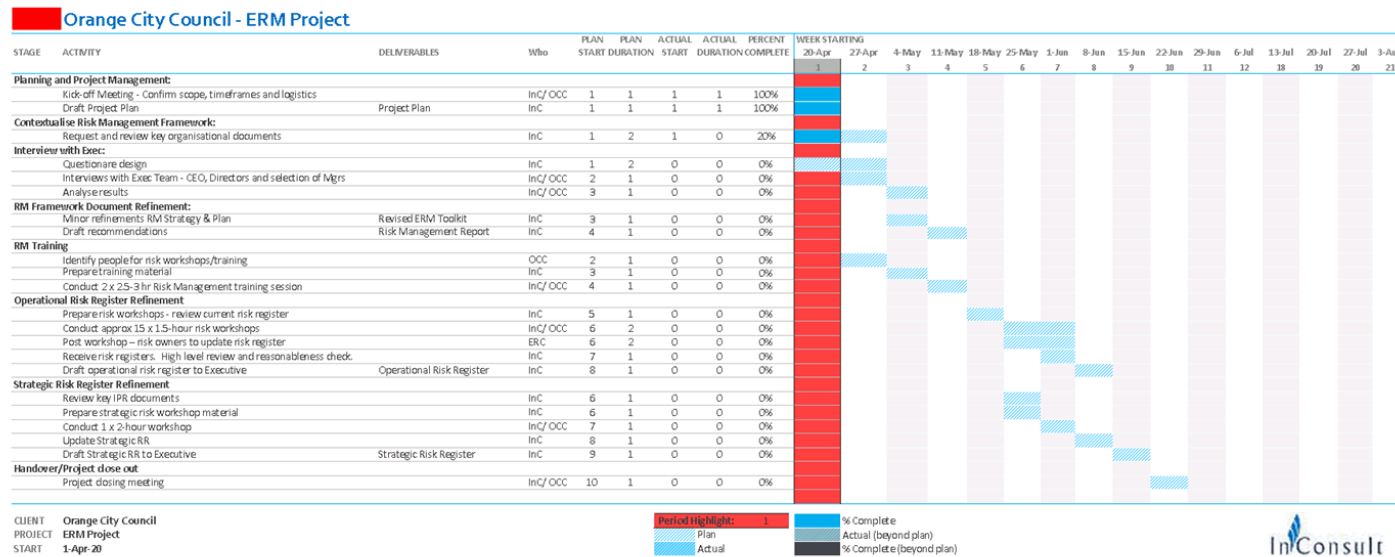 Orange City Council - ERM Project
PLAN PLAN ACTUAL ACTUAL PERCENT WEEK STARTING
STAGE ACTIVITY DELIVERABLES Who START DURATION START DURATION COMPLETE 20-Apr 27-Apr 4-May 11-May 18-May 25-May 1-Jun 8-Jun 15-Jun 22-Jun 29-Jun 6-Jul 13-Jul 20-Jul 27-Jul 3-Au
1 2 3 4 5 6 7 8 9 10 11 12 18 19 20 21
Planning and Project Management:
Kick-off Meeting - Confirm scope, timeframes and logistics InC/ OCC 1 1 1 1 100%
Draft Project Plan Project Plan InC 1 1 1 1 100%
Contextualise Risk Management Framework:
Request and review key organisational documents InC 1 2 1 0 20%
Interview with Exec:
Questionare design InC 1 2 0 0 0%
Interviews with Exec Team - CEO, Directors and selection of Mgrs InC/ OCC 2 1 0 0 0%
Analyse results InC/ OCC 3 1 0 0 0%
RM Framework Document Refinement:
Minor refinements RM Strategy & Plan Revised ERM Toolkit InC 3 1 0 0 0%
Draft recommendations Risk Management Report InC 4 1 0 0 0%
RM Training
Identify people for risk workshops/training OCC 2 1 0 0 0%
Prepare training material InC 3 1 0 0 0%
Conduct 2 x 2.5-3 hr Risk Management training session InC/ OCC 4 1 0 0 0%
Operational Risk Register Refinement
Prepare risk workshops - review current risk register InC 5 1 0 0 0%
Conduct approx 15 x 1.5-hour risk workshops InC/ OCC 6 2 0 0 0%
Post workshop – risk owners to update risk register ERC 6 2 0 0 0%
Receive risk registers. High level review and reasonableness check. InC 7 1 0 0 0%
Draft operational risk register to Executive Operational Risk Register InC 8 1 0 0 0%
Strategic Risk Register Refinement
Review key IPR documents InC 6 1 0 0 0%
Prepare strategic risk workshop material InC 6 1 0 0 0%
Conduct 1 x 2-hour workshop InC/ OCC 7 1 0 0 0%
Update Strategic RR InC 8 1 0 0 0%
Draft Strategic RR to Executive Strategic Risk Register InC 9 1 0 0 0%
Handover/Project close out
Project closing meeting InC/ OCC 10 1 0 0 0%
CLIENT Orange City Council Period Highlight: 1 % Complete
PROJECT ERM Project Plan Actual (beyond plan)
START 1-Apr-20 Actual % Complete (beyond plan)
InConsult